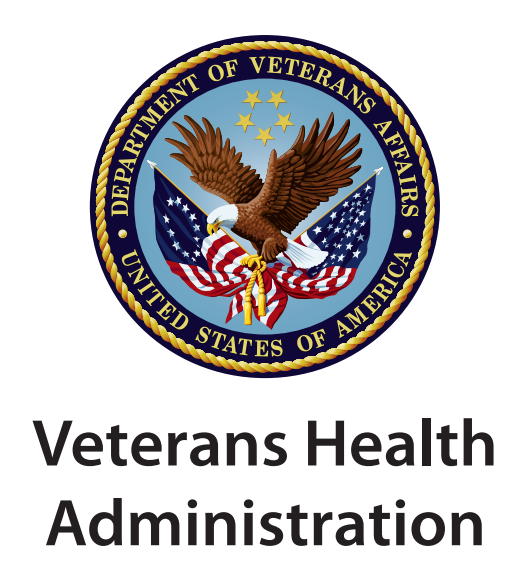 DEPARTMENT OF VETERANS AFFAIRS
UNITED STATES OF AMERICA
Veterans Health
Administration